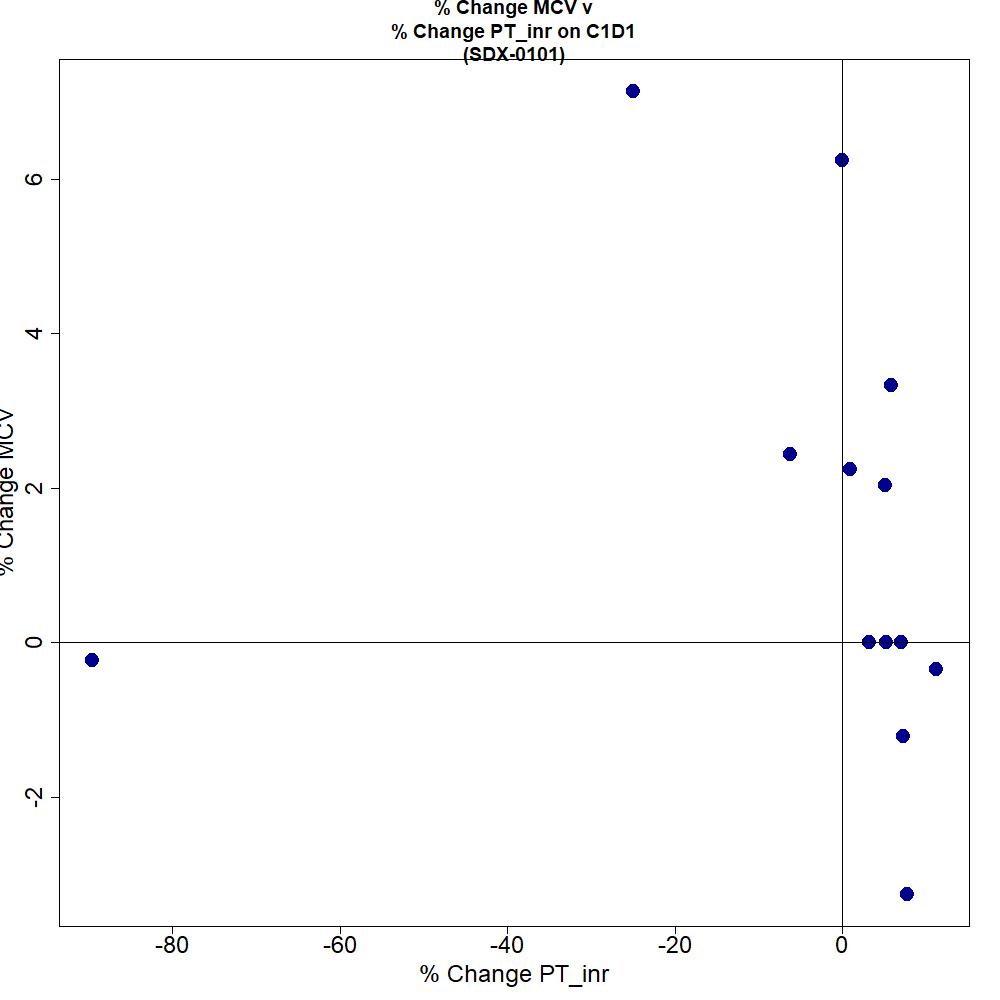 % Change MCV v
% Change PT_inr on C1D1
(SDX-0101)
% Change MCV
6
4
2
0
-2
-80 -60 -40 -20 0
% Change PT_inr